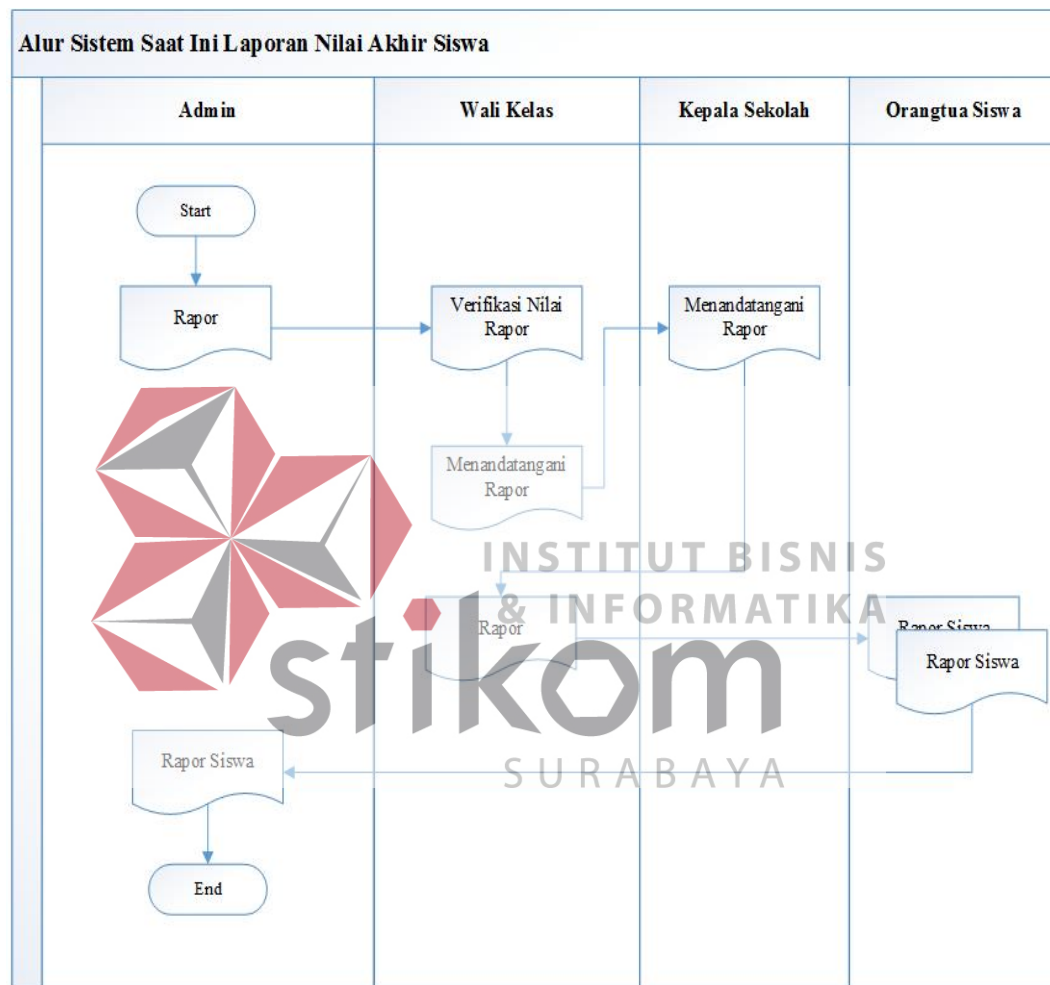 Alur Sistem Saat Ini Laporan Nilai Akhir Siswa
Admin
Wali Kelas
Kepala Sekolah
Orangtua Siswa
Start
Rapor
Verifikasi Nilai
Rapor
Menandatangani
Rapor
Menandatangani
Rapor
INSTITUT BISNIS
& INFORMATIKA
stikom
SURABAYA
Rapor
Rapor Siswa
Rapor Siswa
Rapor Siswa
End